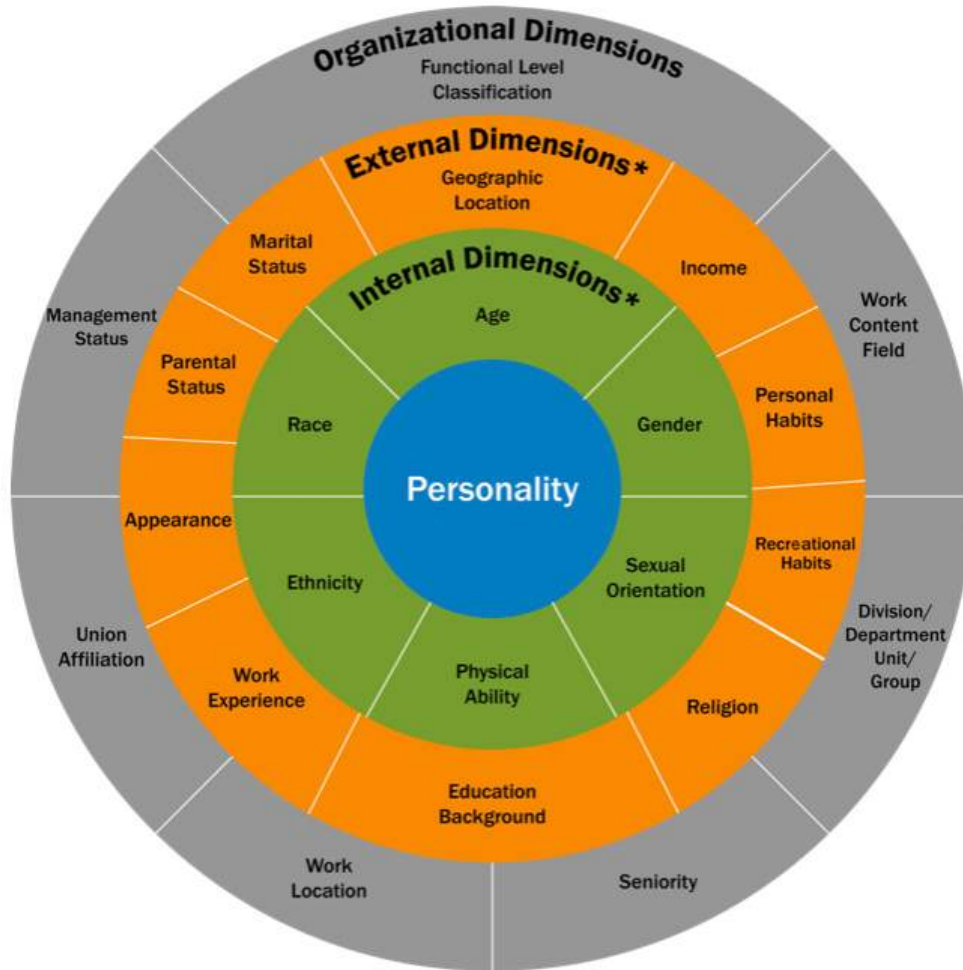 Organizational Dimensions
Functional Level
Classification
External Dimensions*
Geographic
Location
Internal Dimensions*
Age
Marital
Status
Income
Management
Status
Work
Content
Field
Parental
Status
Personal
Habits
Race
Gender
Personality
Appearance
Recreational
Habits
Ethnicity
Sexual
Orientation
Union
Affiliation
Division/
Department
Unit/
Group
Work
Experience
Physical
Ability
Religion
Education
Background
Work
Location
Seniority